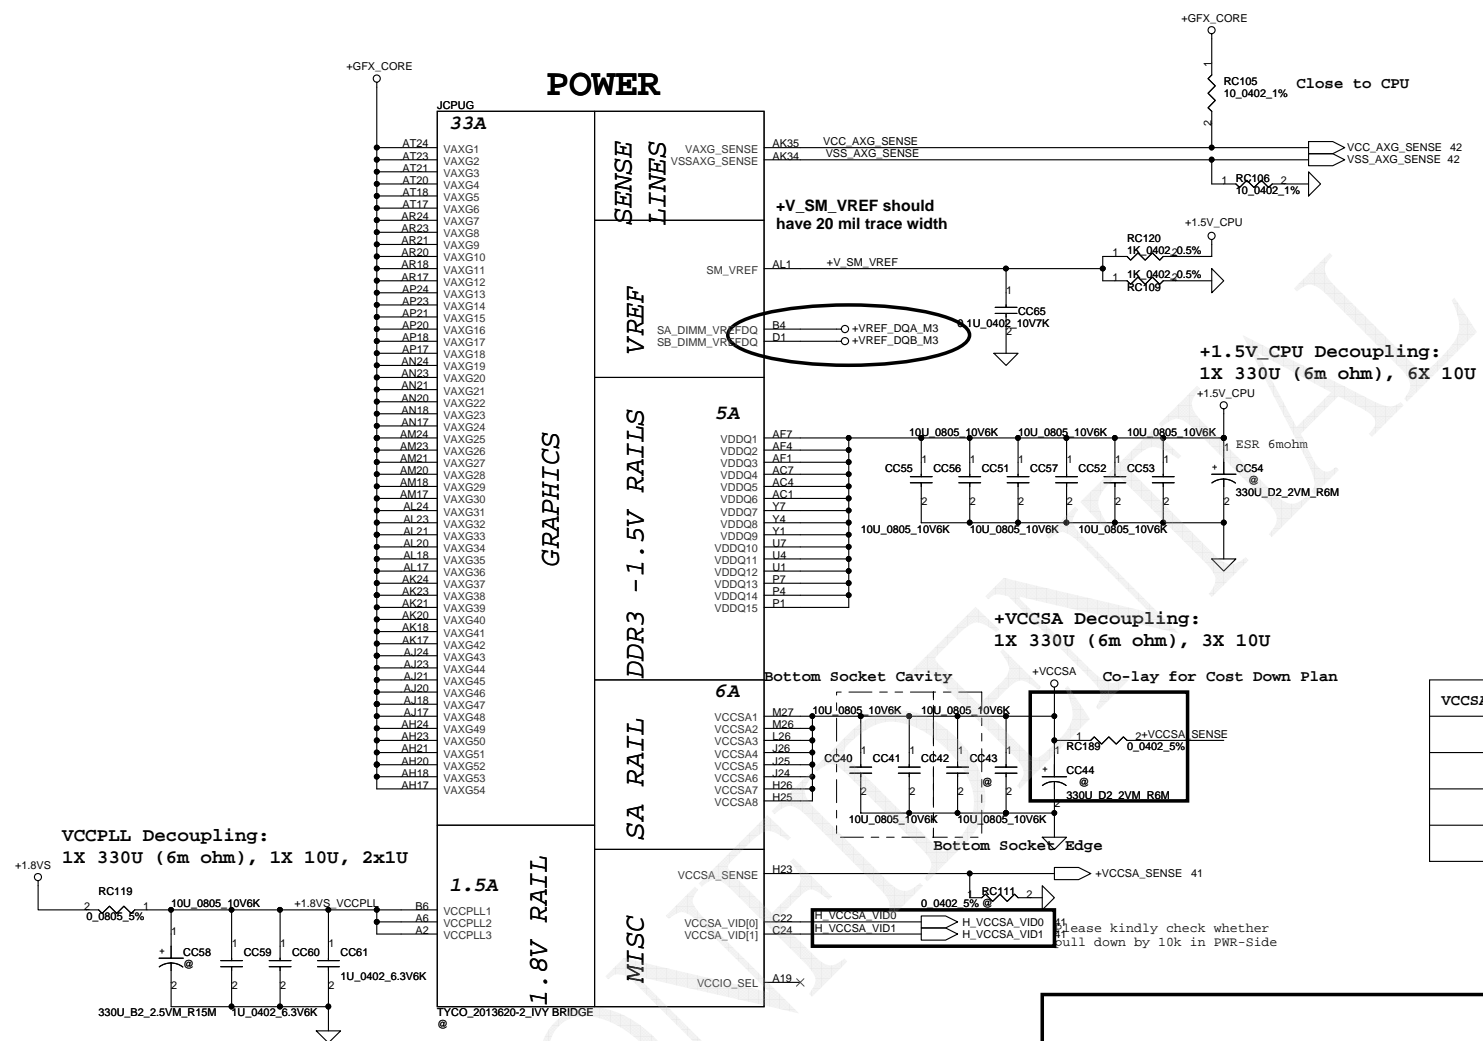 +GFX_CORE
RC105
10_0402_1%
Close to CPU
+GFX_CORE
POWER
JCPUG
33A
SENSE LINES
AT24 VAXG1
AT23 VAXG2
AT21 VAXG3
AT20 VAXG4
AT18 VAXG5
AT17 VAXG6
AR24 VAXG7
AR23 VAXG8
AR21 VAXG9
AR20 VAXG10
AR18 VAXG11
AR17 VAXG12
AP24 VAXG13
AP23 VAXG14
AP21 VAXG15
AP20 VAXG16
AP18 VAXG17
AP17 VAXG18
AN24 VAXG19
AN23 VAXG20
AN21 VAXG21
AN20 VAXG22
AN18 VAXG23
AN17 VAXG24
AM24 VAXG25
AM23 VAXG26
AM21 VAXG27
AM20 VAXG28
AM18 VAXG29
AM17 VAXG30
AL24 VAXG31
AL23 VAXG32
AL21 VAXG33
AL20 VAXG34
AL18 VAXG35
AL17 VAXG36
AK24 VAXG37
AK23 VAXG38
AK21 VAXG39
AK20 VAXG40
AK18 VAXG41
AK17 VAXG42
AJ24 VAXG43
AJ23 VAXG44
AJ21 VAXG45
AJ20 VAXG46
AJ18 VAXG47
AJ17 VAXG48
AH24 VAXG49
AH23 VAXG50
AH21 VAXG51
AH20 VAXG52
AH18 VAXG53
AH17 VAXG54
GRAPHICS
VAXG_SENSE AK35 VCC_AXG_SENSE
VSSAXG_SENSE AK34 VSS_AXG_SENSE
VCC_AXG_SENSE 42
VSS_AXG_SENSE 42
1 RC106 2
10_0402_1%
+V_SM_VREF should
have 20 mil trace width
+1.5V_CPU
RC120
1 1K_0402_0.5% 2
1 1K_0402_0.5% 2
RC109
VREF
SM_VREF AL1 +V_SM_VREF
CC65
0.1U_0402_10V7K
SA_DIMM_VREFDQ B4 +VREF_DQA_M3
SB_DIMM_VREFDQ D1 +VREF_DQB_M3
+1.5V_CPU Decoupling:
1X 330U (6m ohm), 6X 10U
+1.5V_CPU
DDR3 -1.5V RAILS
5A
VDDQ1 AF7
VDDQ2 AF4
VDDQ3 AF1
VDDQ4 AC7
VDDQ5 AC4
VDDQ6 AC1
VDDQ7 Y7
VDDQ8 Y4
VDDQ9 Y1
VDDQ10 U7
VDDQ11 U4
VDDQ12 U1
VDDQ13 P7
VDDQ14 P4
VDDQ15 P1
10U_0805_10V6K 10U_0805_10V6K 10U_0805_10V6K
ESR 6mohm
CC55 CC56 CC51 CC57 CC52 CC53
CC54
@
330U_D2_2VM_R6M
10U_0805_10V6K 10U_0805_10V6K 10U_0805_10V6K
+VCCSA Decoupling:
1X 330U (6m ohm), 3X 10U
Bottom Socket Cavity
+VCCSA
Co-lay for Cost Down Plan
VCCSA
SA RAIL
6A
VCCSA1 M27
VCCSA2 M26
VCCSA3 L26
VCCSA4 J26
VCCSA5 J25
VCCSA6 J24
VCCSA7 H26
VCCSA8 H25
10U_0805_10V6K 10U_0805_10V6K
CC40 CC41 CC42 CC43
@
10U_0805_10V6K 10U_0805_10V6K
1 2 +VCCSA_SENSE
RC189 0_0402_5%
CC44
@
330U_D2_2VM_R6M
Bottom Socket Edge
VCCPLL Decoupling:
1X 330U (6m ohm), 1X 10U, 2x1U
+1.8VS
RC119
2 1
0_0805_5%
10U_0805_10V6K
+1.8VS_VCCPLL
1.8V RAIL
1.5A
B6 VCCPLL1
A6 VCCPLL2
A2 VCCPLL3
CC58
@
CC59 CC60 CC61
1U_0402_6.3V6K
330U_B2_2.5VM_R15M
1U_0402_6.3V6K
MISC
VCCSA_SENSE H23
+VCCSA_SENSE 41
1 RC111 2
0_0402_5% @
VCCSA_VID[0] C22 H_VCCSA_VID0
VCCSA_VID[1] C24 H_VCCSA_VID1
H_VCCSA_VID0 41
H_VCCSA_VID1 41
Please kindly check whether
pull down by 10k in PWR-Side
VCCIO_SEL A19
TYCO_2013620-2_IVY BRIDGE
@